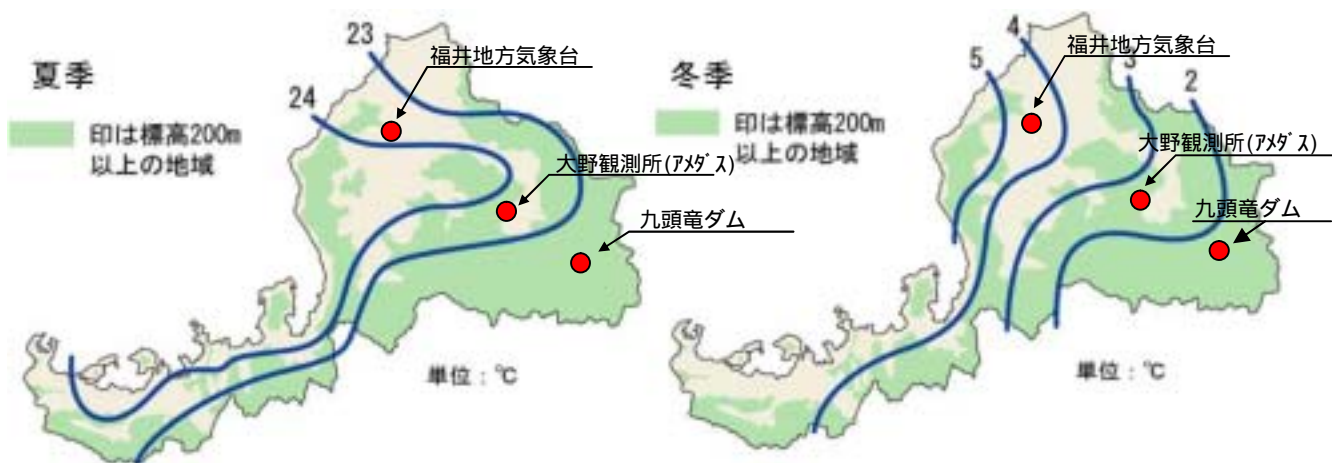 夏季
印は標高200m
以上の地域
23
24
福井地方気象台
大野観測所(ｱﾒﾀﾞｽ)
九頭竜ダム
単位：℃
冬季
印は標高200m
以上の地域
5
4
3
2
福井地方気象台
大野観測所(ｱﾒﾀﾞｽ)
九頭竜ダム
単位：℃